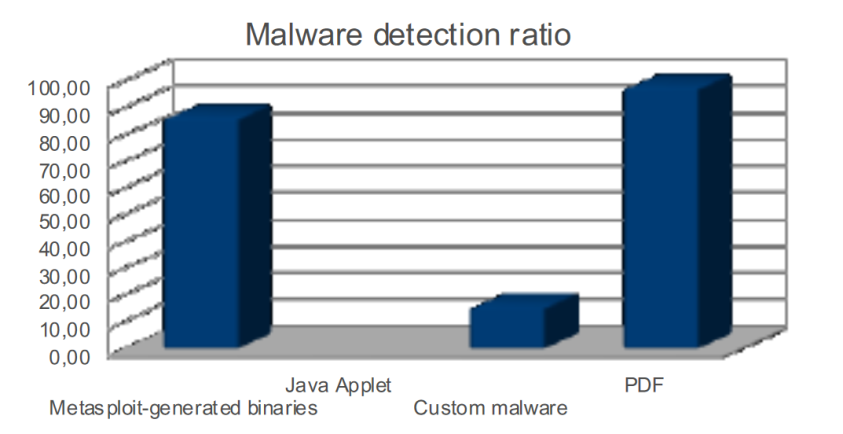 Malware detection ratio
100,00
90,00
80,00
70,00
60,00
50,00
40,00
30,00
20,00
10,00
0,00
Java Applet
PDF
Metasploit-generated binaries
Custom malware